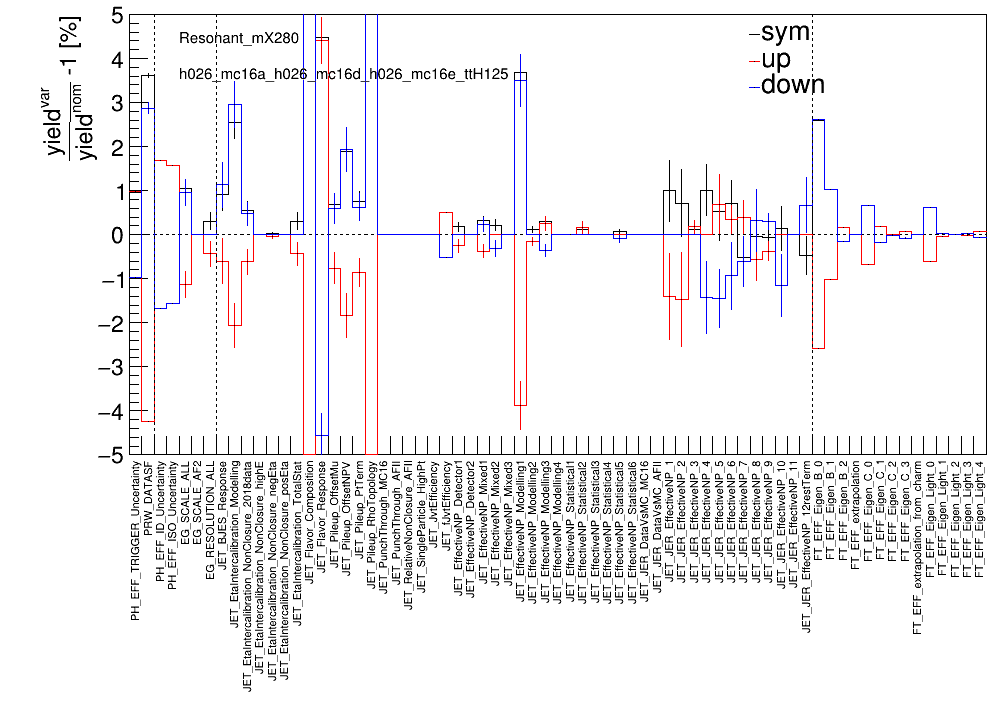 yield^var / yield^nom -1 [%]
5
4
3
2
1
0
−1
−2
−3
−4
−5
Resonant_mX280
h026_mc16a_h026_mc16d_h026_mc16e_ttH125
sym
up
down
PH_EFF_TRIGGER_Uncertainty
PRW_DATASF
PH_EFF_ID_Uncertainty
PH_EFF_ISO_Uncertainty
EG_SCALE_ALL
EG_SCALE_AF2
EG_RESOLUTION_ALL
JET_BJES_Response
JET_EtaIntercalibration_Modelling
JET_EtaIntercalibration_NonClosure_2018data
JET_EtaIntercalibration_NonClosure_highE
JET_EtaIntercalibration_NonClosure_negEta
JET_EtaIntercalibration_NonClosure_posEta
JET_EtaIntercalibration_TotalStat
JET_Flavor_Composition
JET_Flavor_Response
JET_Pileup_OffsetMu
JET_Pileup_OffsetNPV
JET_Pileup_PtTerm
JET_Pileup_RhoTopology
JET_PunchThrough_MC16
JET_PunchThrough_AFII
JET_RelativeNonClosure_AFII
JET_SingleParticle_HighPt
JET_JvtEfficiency
JET_fJvtEfficiency
JET_EffectiveNP_Detector1
JET_EffectiveNP_Detector2
JET_EffectiveNP_Mixed1
JET_EffectiveNP_Mixed2
JET_EffectiveNP_Mixed3
JET_EffectiveNP_Modelling1
JET_EffectiveNP_Modelling2
JET_EffectiveNP_Modelling3
JET_EffectiveNP_Modelling4
JET_EffectiveNP_Statistical1
JET_EffectiveNP_Statistical2
JET_EffectiveNP_Statistical3
JET_EffectiveNP_Statistical4
JET_EffectiveNP_Statistical5
JET_EffectiveNP_Statistical6
JET_JER_DataVsMC_MC16
JET_JER_DataVsMC_AFII
JET_JER_EffectiveNP_1
JET_JER_EffectiveNP_2
JET_JER_EffectiveNP_3
JET_JER_EffectiveNP_4
JET_JER_EffectiveNP_5
JET_JER_EffectiveNP_6
JET_JER_EffectiveNP_7
JET_JER_EffectiveNP_8
JET_JER_EffectiveNP_9
JET_JER_EffectiveNP_10
JET_JER_EffectiveNP_11
JET_JER_EffectiveNP_12restTerm
FT_EFF_Eigen_B_0
FT_EFF_Eigen_B_1
FT_EFF_Eigen_B_2
FT_EFF_extrapolation
FT_EFF_Eigen_C_0
FT_EFF_Eigen_C_1
FT_EFF_Eigen_C_2
FT_EFF_Eigen_C_3
FT_EFF_extrapolation_from_charm
FT_EFF_Eigen_Light_0
FT_EFF_Eigen_Light_1
FT_EFF_Eigen_Light_2
FT_EFF_Eigen_Light_3
FT_EFF_Eigen_Light_4